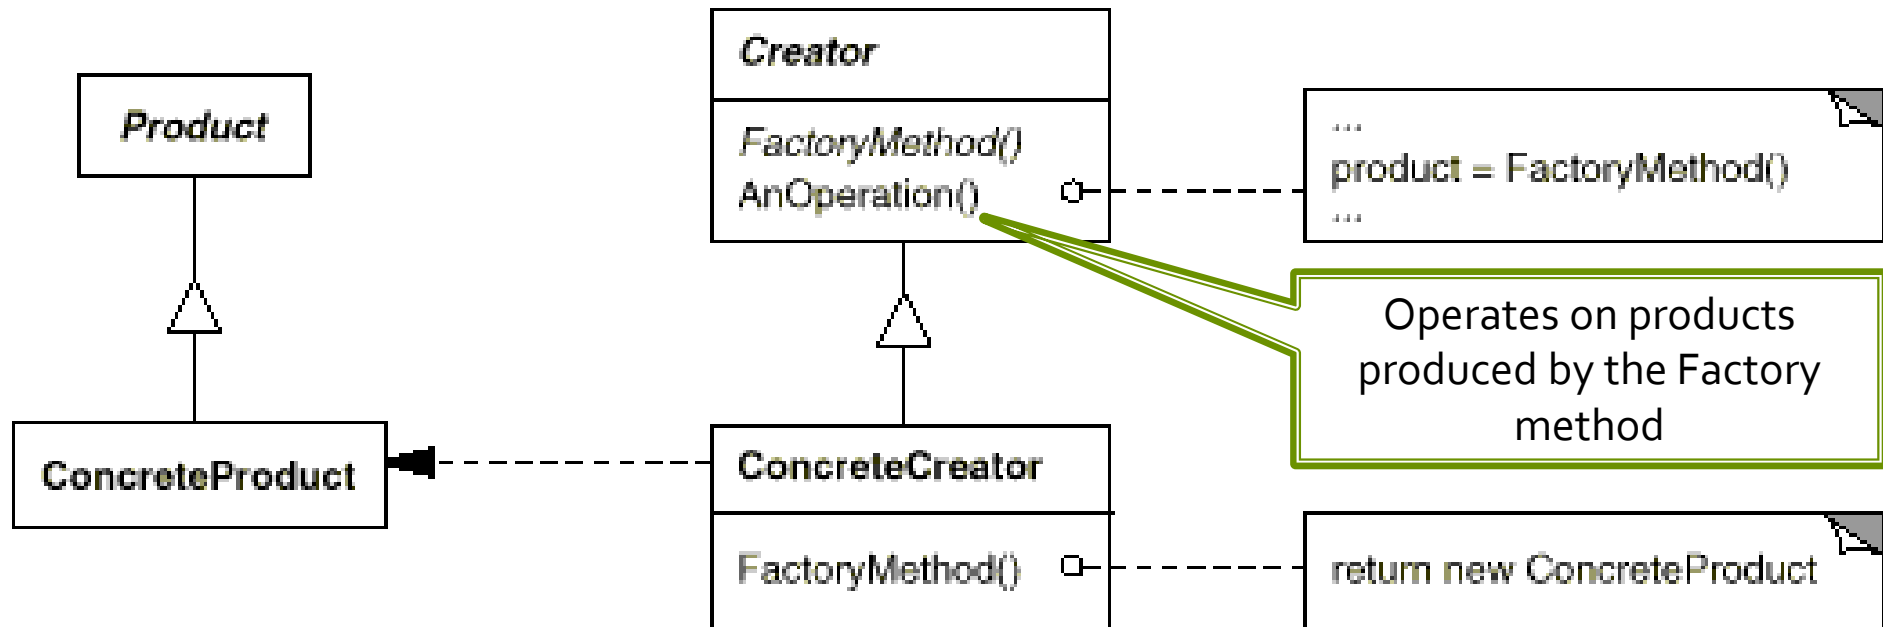 Product
ConcreteProduct
Creator
FactoryMethod()
AnOperation()
...
product = FactoryMethod()
...
Operates on products
produced by the Factory
method
ConcreteCreator
FactoryMethod()
return new ConcreteProduct